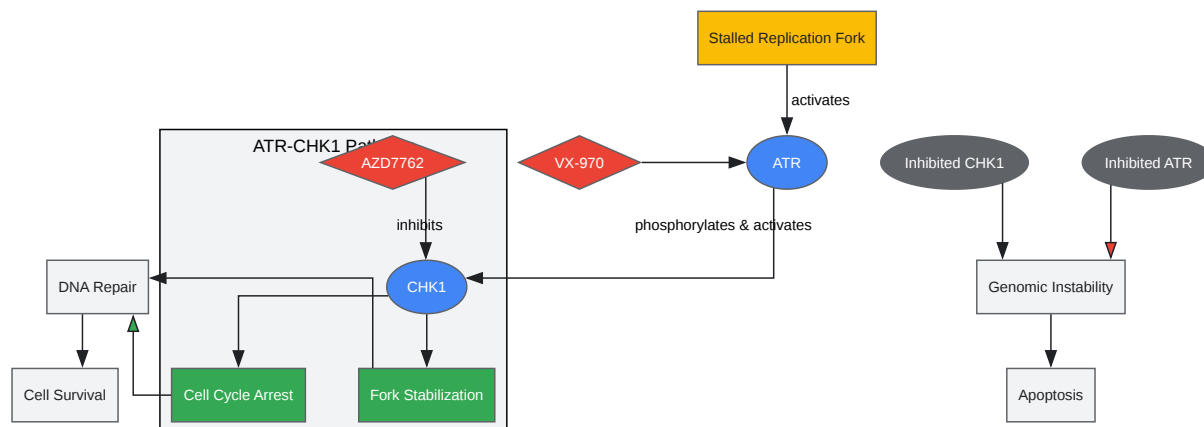 Stalled Replication Fork
activates
ATR-CHK1
AZD7762
VX-970
ATR
Inhibited CHK1
Inhibited ATR
inhibits
phosphorylates & activates
DNA Repair
CHK1
Genomic Instability
Cell Survival
Cell Cycle Arrest
Fork Stabilization
Apoptosis